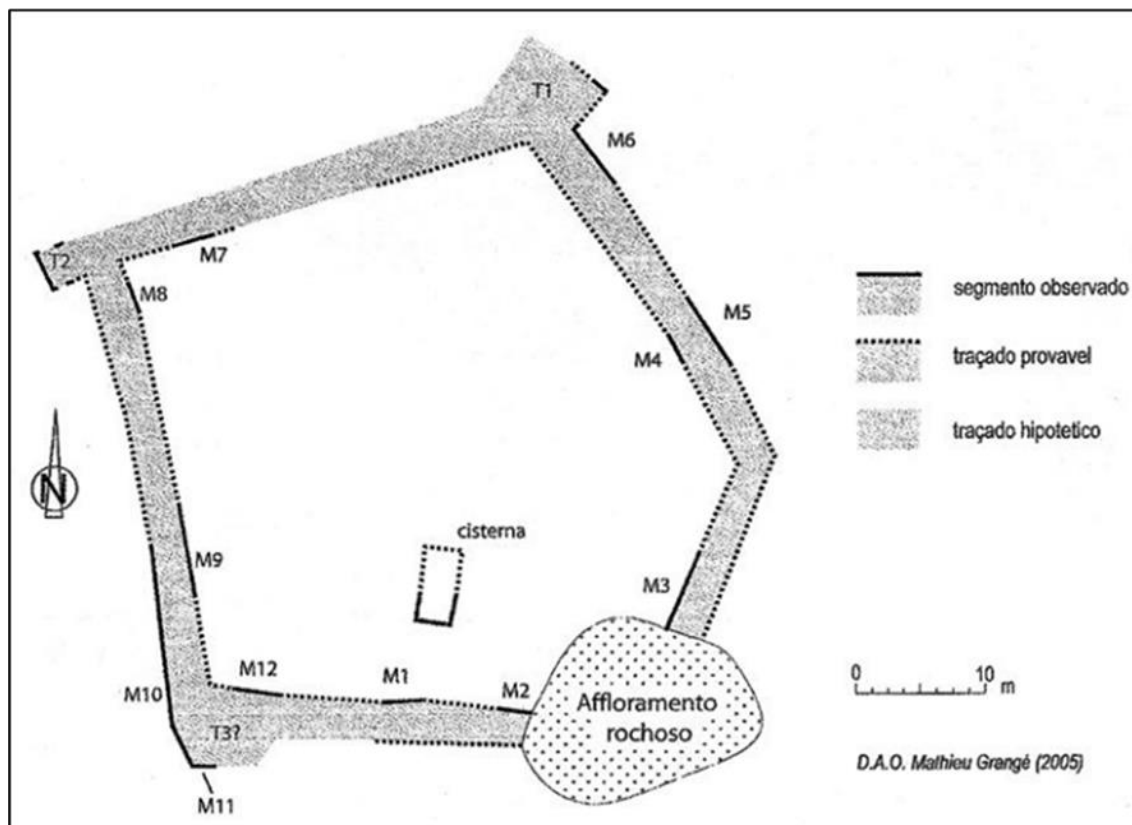 T1
M6
T2
M7
M8
M5
segmento observado
M4
traçado provavel
traçado hipotetico
N
cisterna
M9
M3
M12
M1
M2
M10
Affloramento
rochoso
0 10 m
T3?
D.A.O. Mathieu Grangé (2005)
M11